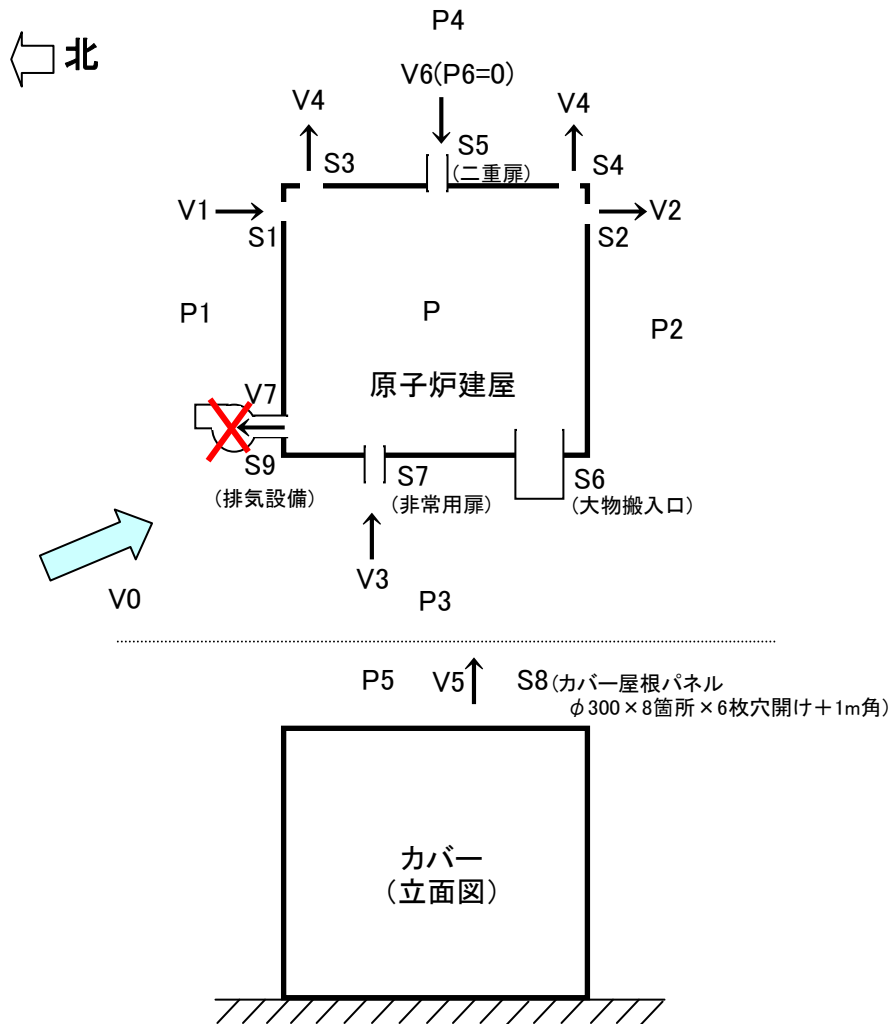 P4
北
V6(P6=0)
V4
V4
S3
S5
(二重扉)
S4
V1
S1
V2
S2
P1
P
P2
原子炉建屋
V7
S9
(排気設備)
S7
(非常用扉)
S6
(大物搬入口)
V3
V0
P3
P5
V5
S8(カバー屋根パネル
φ300×8箇所×6枚穴開け+1m角)
カバー
(立面図)